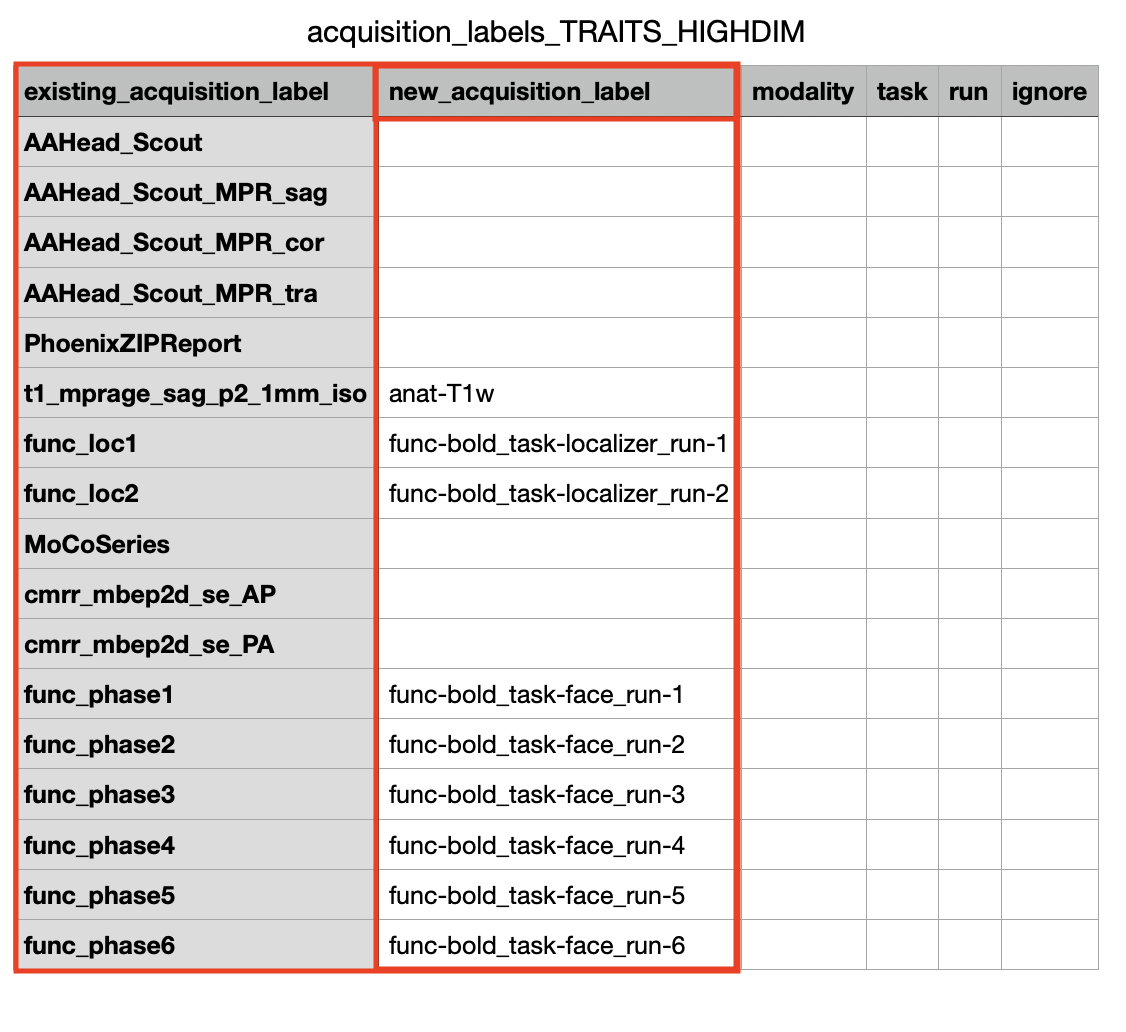 acquisition_labels_TRAITS_HIGHDIM
existing_acquisition_label new_acquisition_label modality task run ignore
AAHead_Scout
AAHead_Scout_MPR_sag
AAHead_Scout_MPR_cor
AAHead_Scout_MPR_tra
PhoenixZIPReport
t1_mprage_sag_p2_1mm_iso anat-T1w
func_loc1 func-bold_task-localizer_run-1
func_loc2 func-bold_task-localizer_run-2
MoCoSeries
cmrr_mbep2d_se_AP
cmrr_mbep2d_se_PA
func_phase1 func-bold_task-face_run-1
func_phase2 func-bold_task-face_run-2
func_phase3 func-bold_task-face_run-3
func_phase4 func-bold_task-face_run-4
func_phase5 func-bold_task-face_run-5
func_phase6 func-bold_task-face_run-6